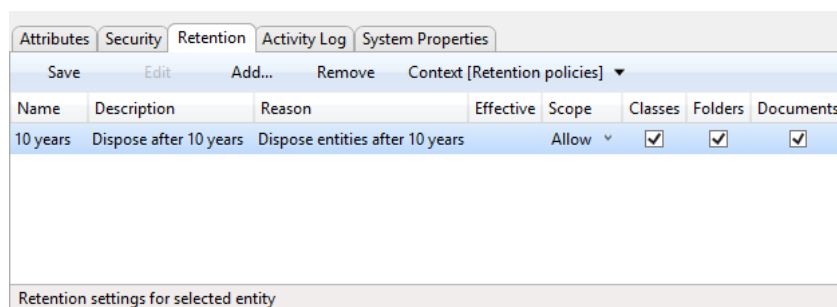 Attributes Security Retention Activity Log System Properties
Save Edit Add... Remove Context [Retention policies]
Name Description Reason Effective Scope Classes Folders Documents
10 years Dispose after 10 years Dispose entities after 10 years Allow
Retention settings for selected entity